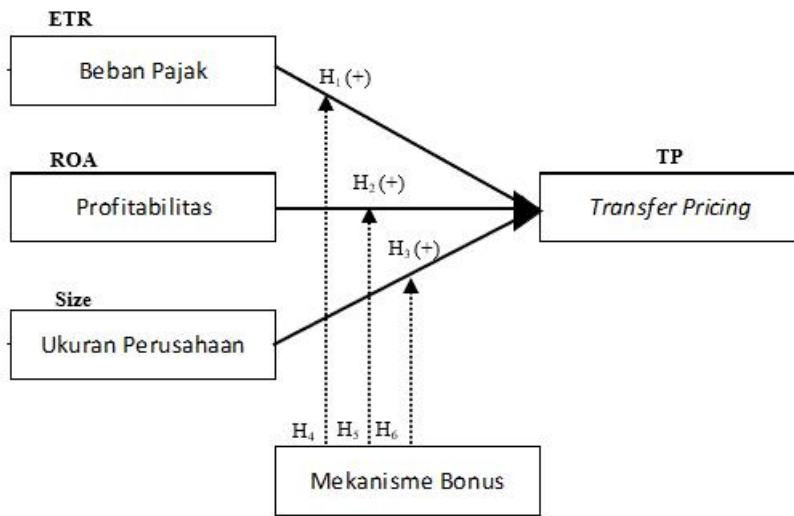 ETR
Beban Pajak
H₁ (+)
ROA
Profitabilitas
H₂ (+)
TP
Transfer Pricing
H₃ (+)
Size
Ukuran Perusahaan
H₄ H₅ H₆
Mekanisme Bonus